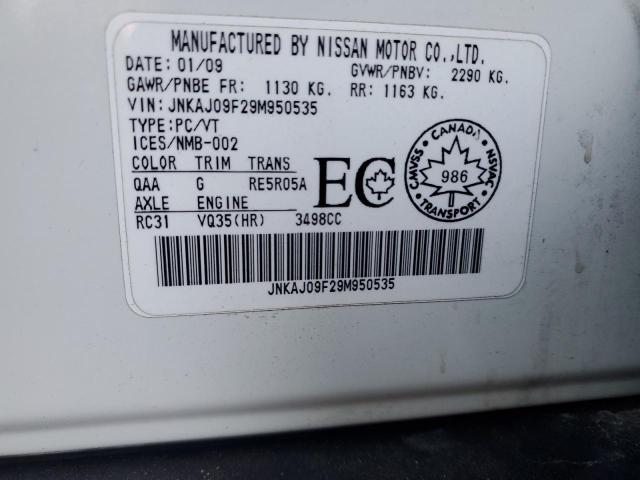 MANUFACTURED BY NISSAN MOTOR CO.,LTD.
DATE: 01/09 GVWR/PNBV: 2290 KG.
GAWR/PNBE FR: 1130 KG. RR: 1163 KG.
VIN: JNKAJ09F29M950535
TYPE:PC/VT
ICES/NMB-002
COLOR TRIM TRANS
QAA G RE5R05A
AXLE ENGINE
RC31 VQ35(HR) 3498CC
EC
CANADA
CMVSS 986 NSVAC
TRANSPORT
JNKAJ09F29M950535